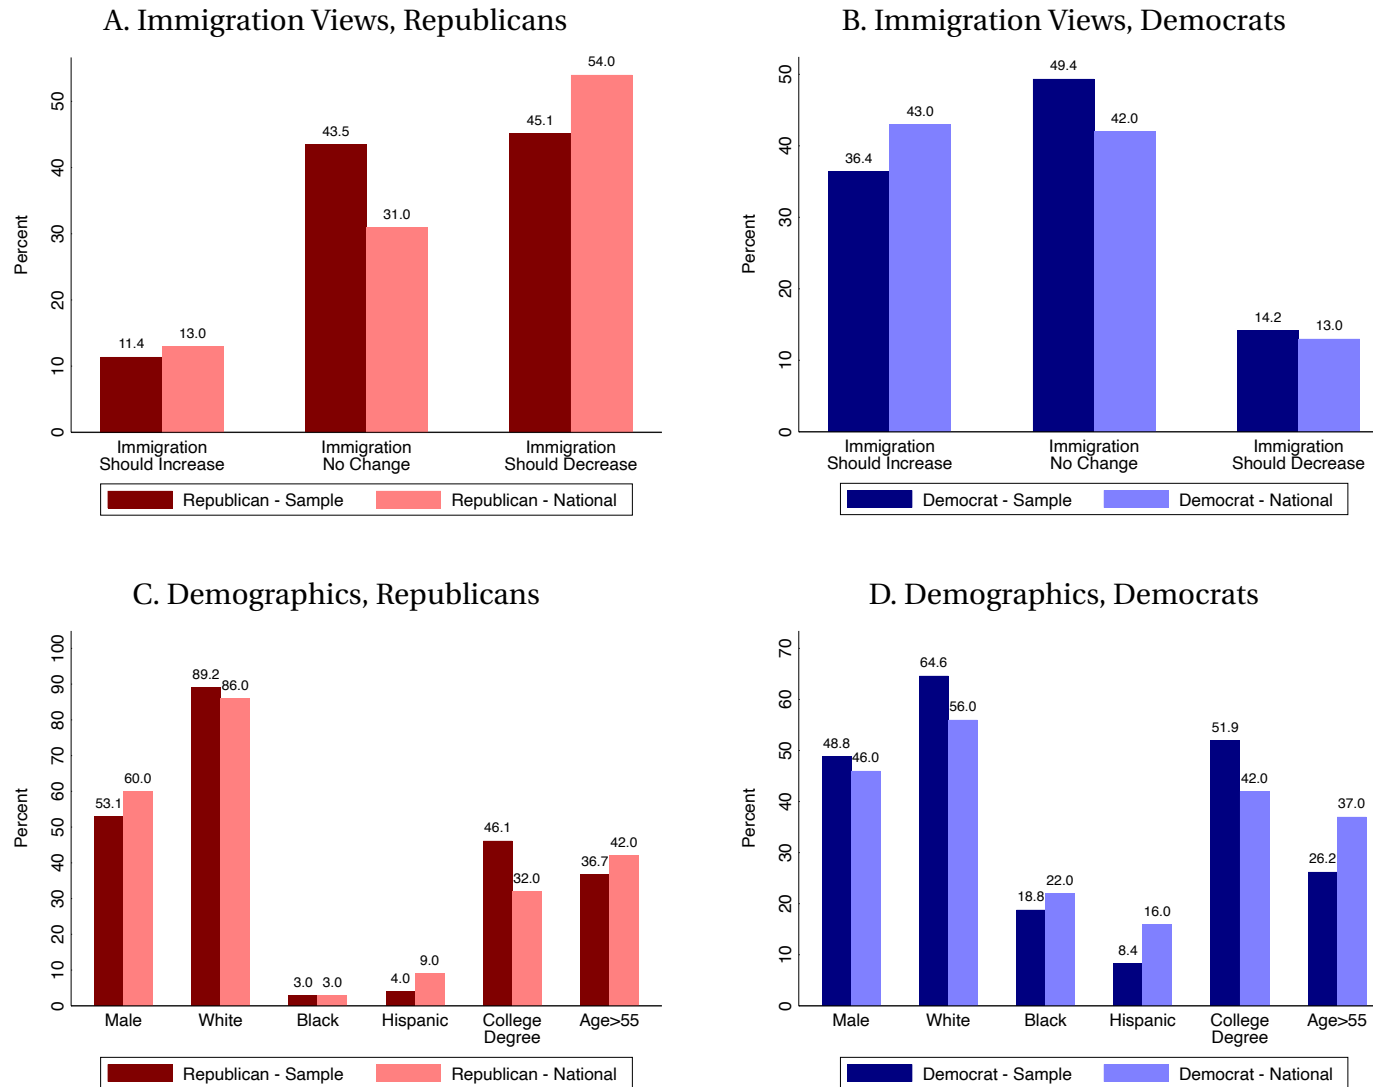 A. Immigration Views, Republicans
Percent
0
10
20
30
40
50
11.4
13.0
43.5
31.0
45.1
54.0
Immigration
Should Increase
Immigration
No Change
Immigration
Should Decrease
Republican - Sample
Republican - National
B. Immigration Views, Democrats
Percent
0
10
20
30
40
50
36.4
43.0
49.4
42.0
14.2
13.0
Immigration
Should Increase
Immigration
No Change
Immigration
Should Decrease
Democrat - Sample
Democrat - National
C. Demographics, Republicans
Percent
0
10
20
30
40
50
60
70
80
90
100
53.1
60.0
89.2
86.0
3.0
3.0
4.0
9.0
46.1
32.0
36.7
42.0
Male
White
Black
Hispanic
College
Degree
Age>55
Republican - Sample
Republican - National
D. Demographics, Democrats
Percent
0
10
20
30
40
50
60
70
48.8
46.0
64.6
56.0
18.8
22.0
8.4
16.0
51.9
42.0
26.2
37.0
Male
White
Black
Hispanic
College
Degree
Age>55
Democrat - Sample
Democrat - National